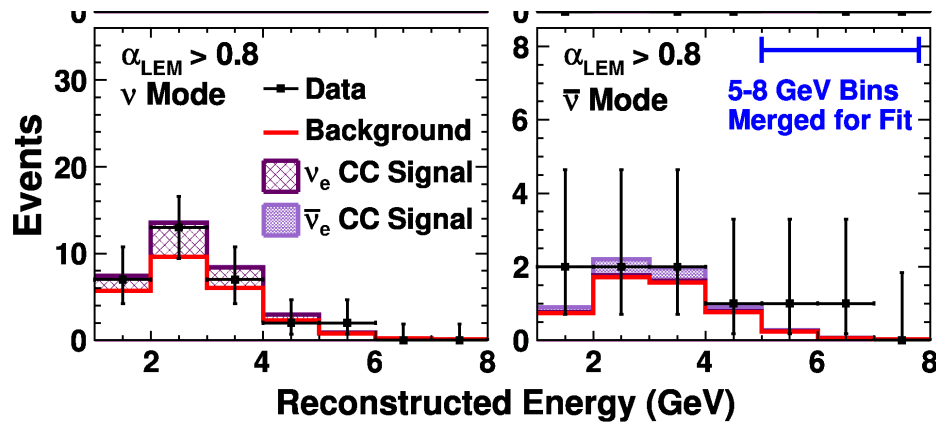 0
0
α_LEM > 0.8
ν Mode
Data
Background
ν_e CC Signal
ν̄_e CC Signal
30
20
10
0
2
4
6
8
Events
α_LEM > 0.8
ν̄ Mode
5-8 GeV Bins
Merged for Fit
8
6
4
2
0
2
4
6
8
Reconstructed Energy (GeV)